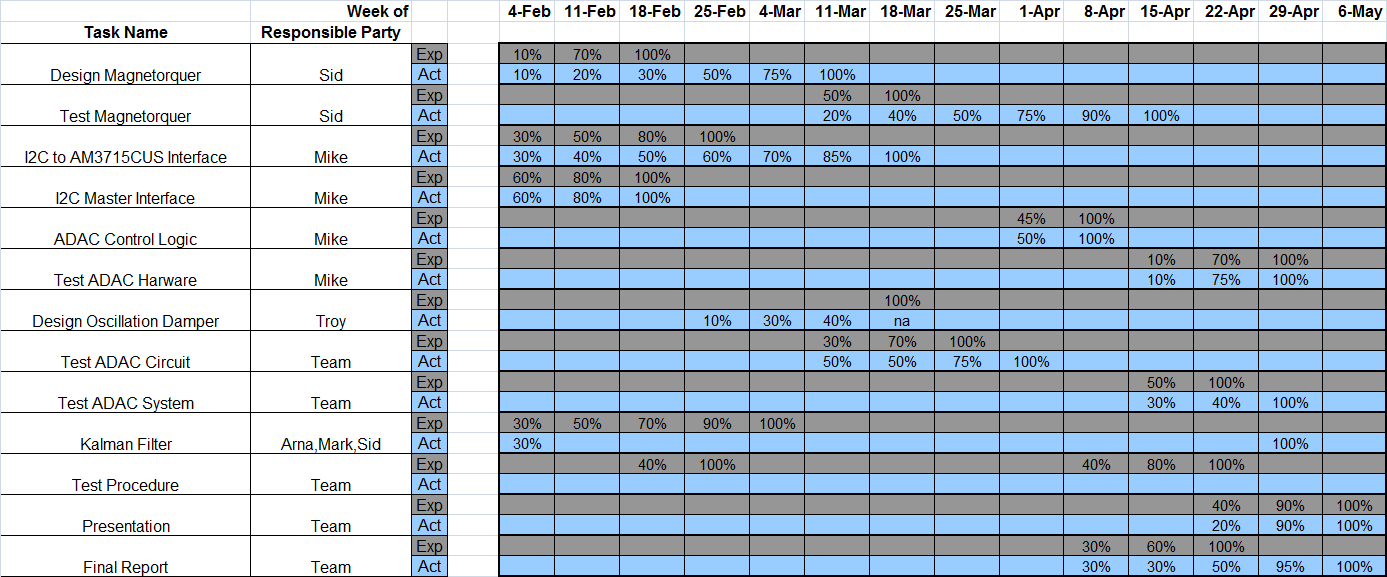 Week of 4-Feb 11-Feb 18-Feb 25-Feb 4-Mar 11-Mar 18-Mar 25-Mar 1-Apr 8-Apr 15-Apr 22-Apr 29-Apr 6-May
Task Name Responsible Party
Exp 10% 70% 100%
Design Magnetorquer Sid Act 10% 20% 30% 50% 75% 100%
Exp 50% 100%
Test Magnetorquer Sid Act 20% 40% 50% 75% 90% 100%
Exp 30% 50% 80% 100%
I2C to AM3715CUS Interface Mike Act 30% 40% 50% 60% 70% 85% 100%
Exp 60% 80% 100%
I2C Master Interface Mike Act 60% 80% 100%
Exp 45% 100%
ADAC Control Logic Mike Act 50% 100%
Exp 10% 70% 100%
Test ADAC Harware Mike Act 10% 75% 100%
Exp 100%
Design Oscillation Damper Troy Act 10% 30% 40% na
Exp 30% 70% 100%
Test ADAC Circuit Team Act 50% 50% 75% 100%
Exp 50% 100%
Test ADAC System Team Act 30% 40% 100%
Exp 30% 50% 70% 90% 100%
Kalman Filter Arna,Mark,Sid Act 30% 100%
Exp 40% 100% 40% 80% 100%
Test Procedure Team Act
Exp 40% 90% 100%
Presentation Team Act 20% 90% 100%
Exp 30% 60% 100%
Final Report Team Act 30% 30% 50% 95% 100%